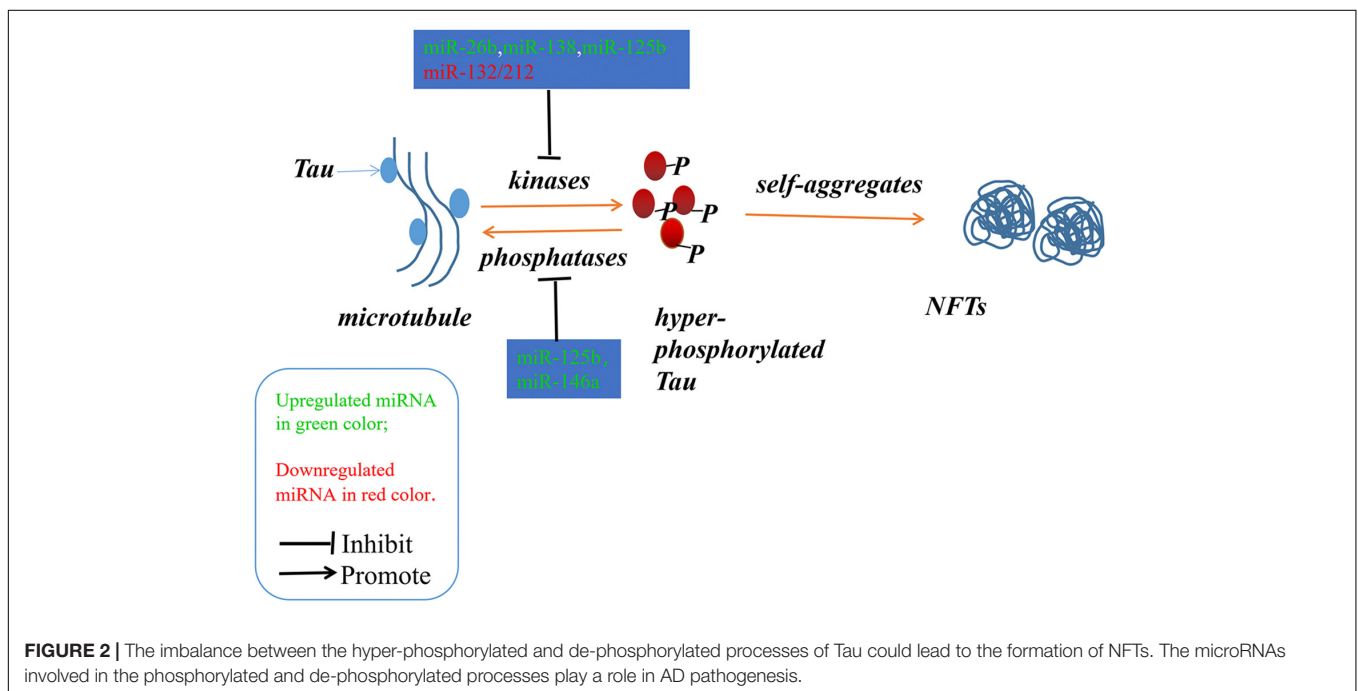 miR-26b,miR-138,miR-125b
miR-132/212
Tau
kinases
P
P
P
P
self-aggregates
phosphatases
microtubule
hyper-
phosphorylated
Tau
NFTs
miR-125b,
miR-146a
Upregulated miRNA
in green color;
Downregulated
miRNA in red color.
Inhibit
Promote
FIGURE 2 | The imbalance between the hyper-phosphorylated and de-phosphorylated processes of Tau could lead to the formation of NFTs. The microRNAs
involved in the phosphorylated and de-phosphorylated processes play a role in AD pathogenesis.